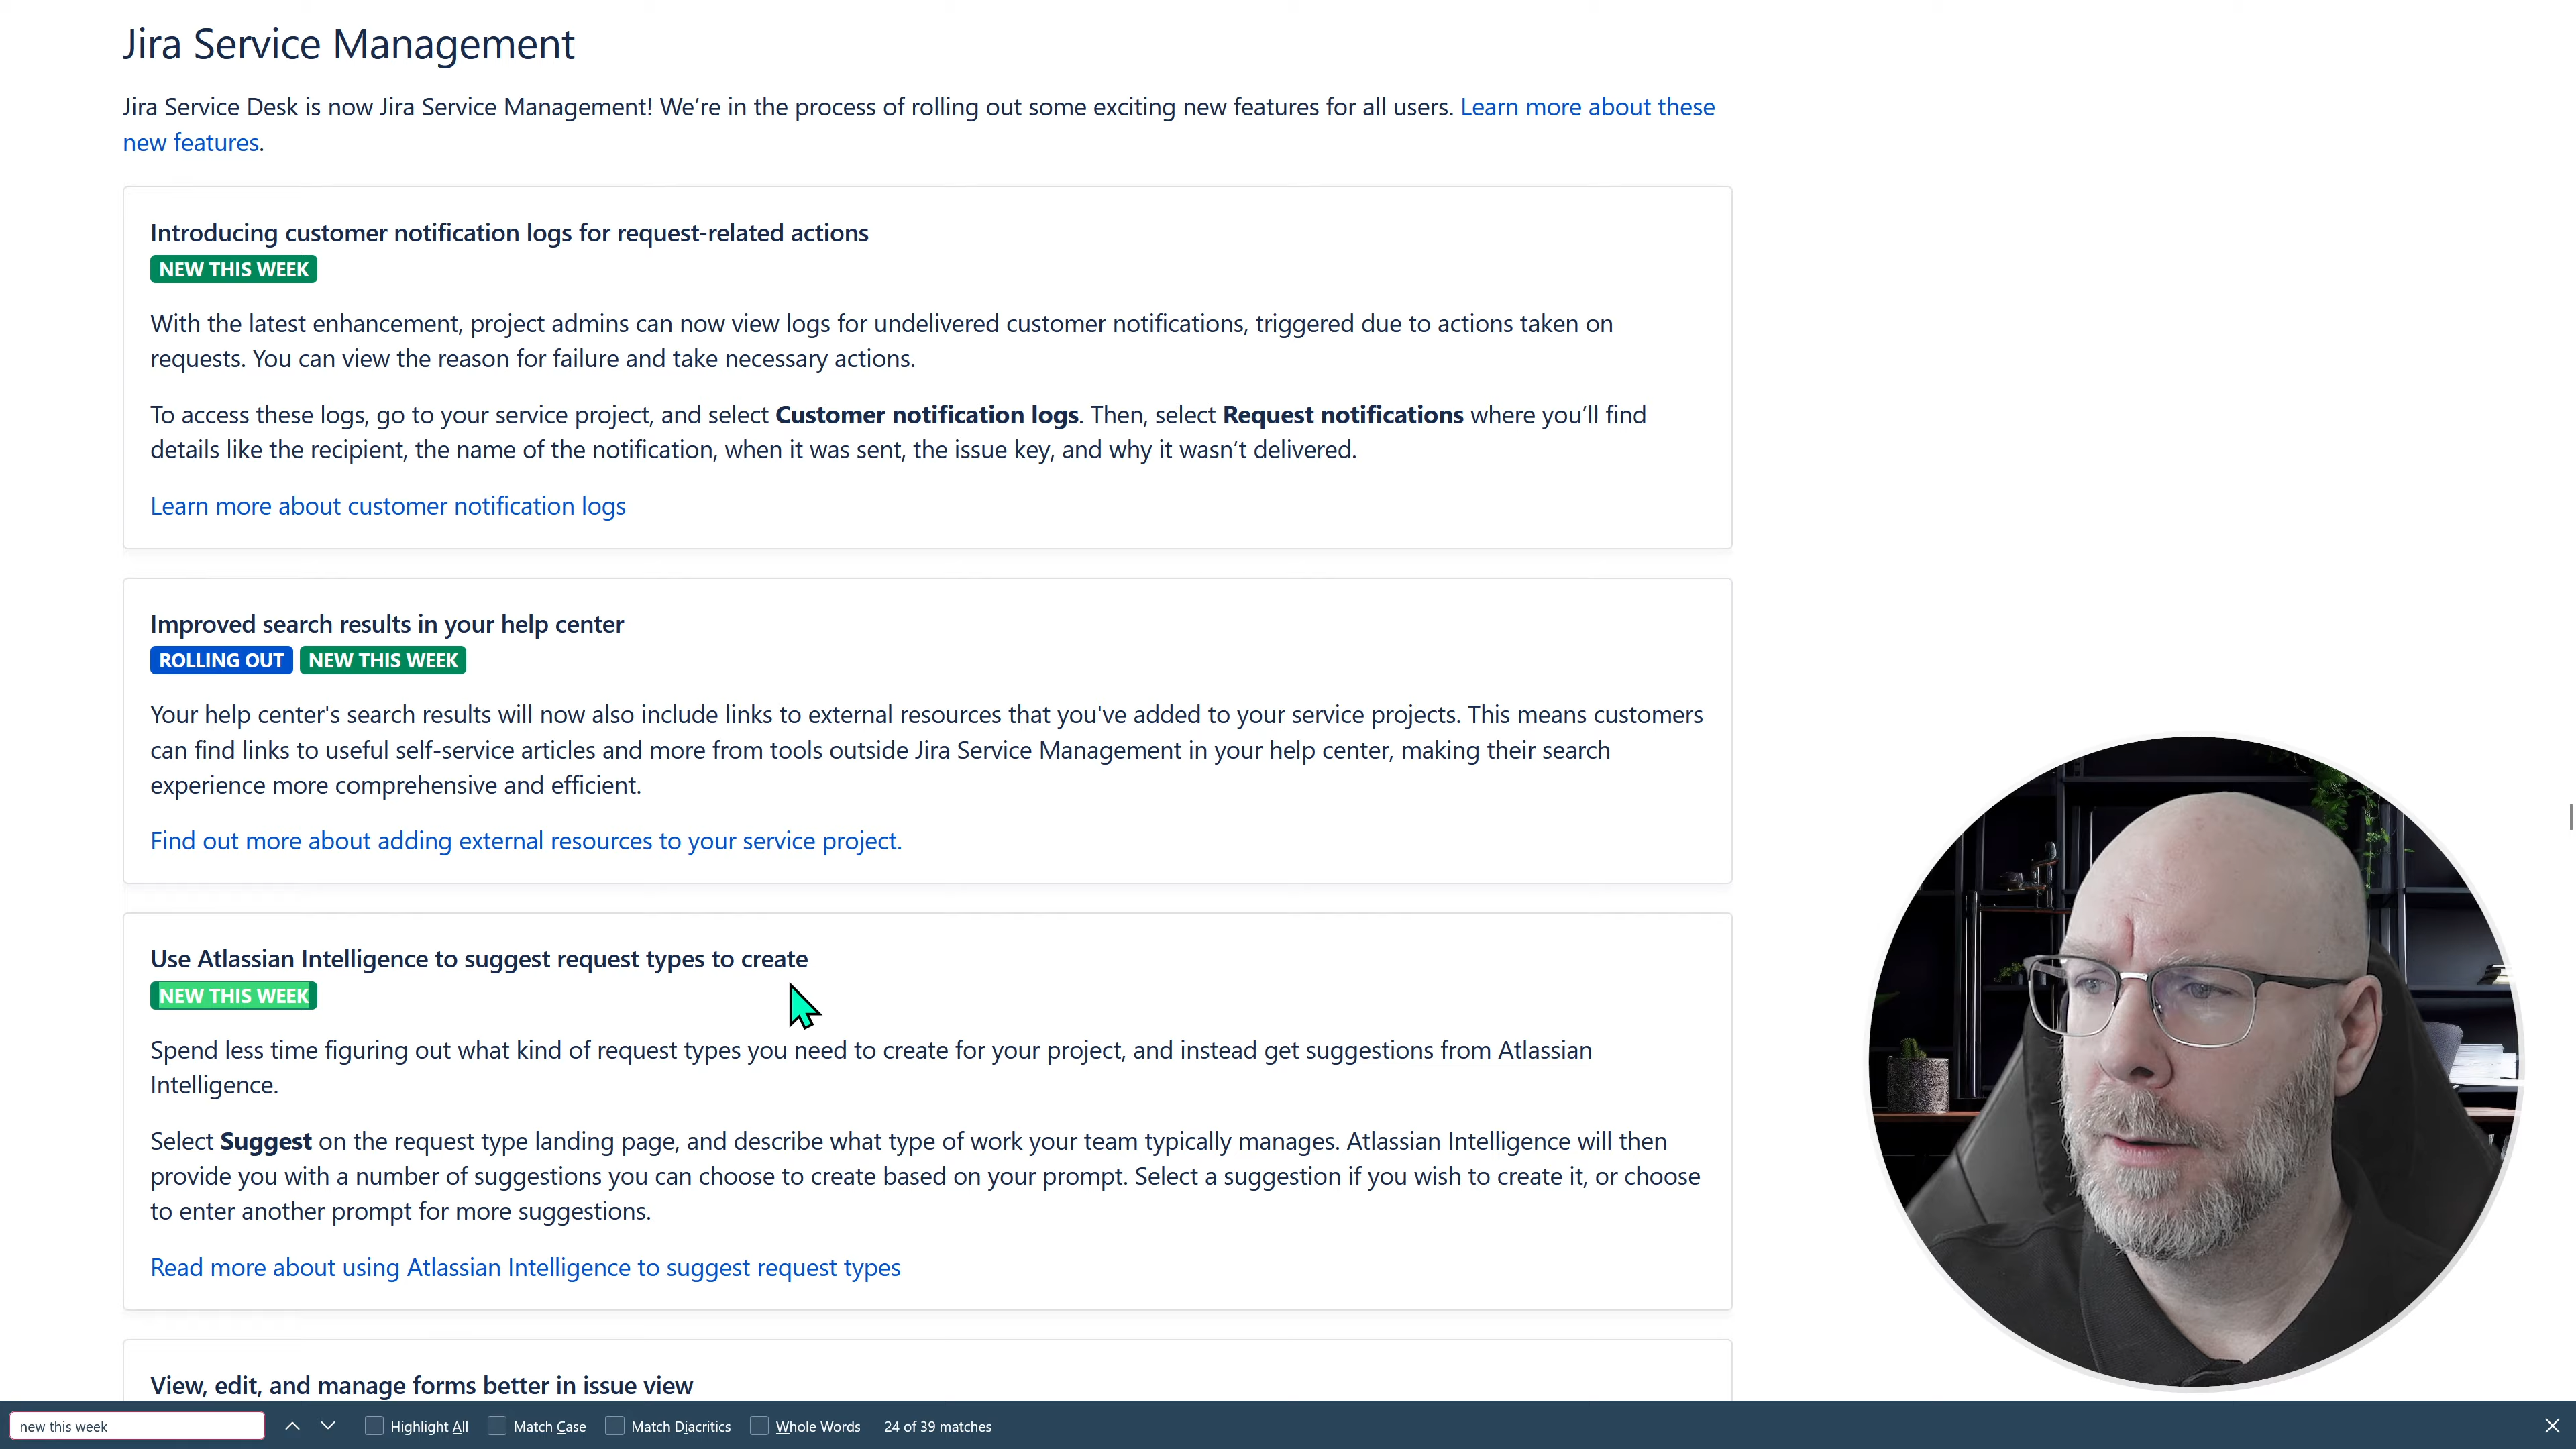 Jira Service Management
Jira Service Desk is now Jira Service Management! We're in the process of rolling out some exciting new features for all users. Learn more about these
new features.
Introducing customer notification logs for request-related actions
NEW THIS WEEK
With the latest enhancement, project admins can now view logs for undelivered customer notifications, triggered due to actions taken on
requests. You can view the reason for failure and take necessary actions.
To access these logs, go to your service project, and select Customer notification logs. Then, select Request notifications where you'll find
details like the recipient, the name of the notification, when it was sent, the issue key, and why it wasn't delivered.
Learn more about customer notification logs
Improved search results in your help center
ROLLING OUT NEW THIS WEEK
Your help center's search results will now also include links to external resources that you've added to your service projects. This means customers
can find links to useful self-service articles and more from tools outside Jira Service Management in your help center, making their search
experience more comprehensive and efficient.
Find out more about adding external resources to your service project.
Use Atlassian Intelligence to suggest request types to create
NEW THIS WEEK
Spend less time figuring out what kind of request types you need to create for your project, and instead get suggestions from Atlassian
Intelligence.
Select Suggest on the request type landing page, and describe what type of work your team typically manages. Atlassian Intelligence will then
provide you with a number of suggestions you can choose to create based on your prompt. Select a suggestion if you wish to create it, or choose
to enter another prompt for more suggestions.
Read more about using Atlassian Intelligence to suggest request types
View, edit, and manage forms better in issue view
new this week Highlight All Match Case Match Diacritics Whole Words 24 of 39 matches